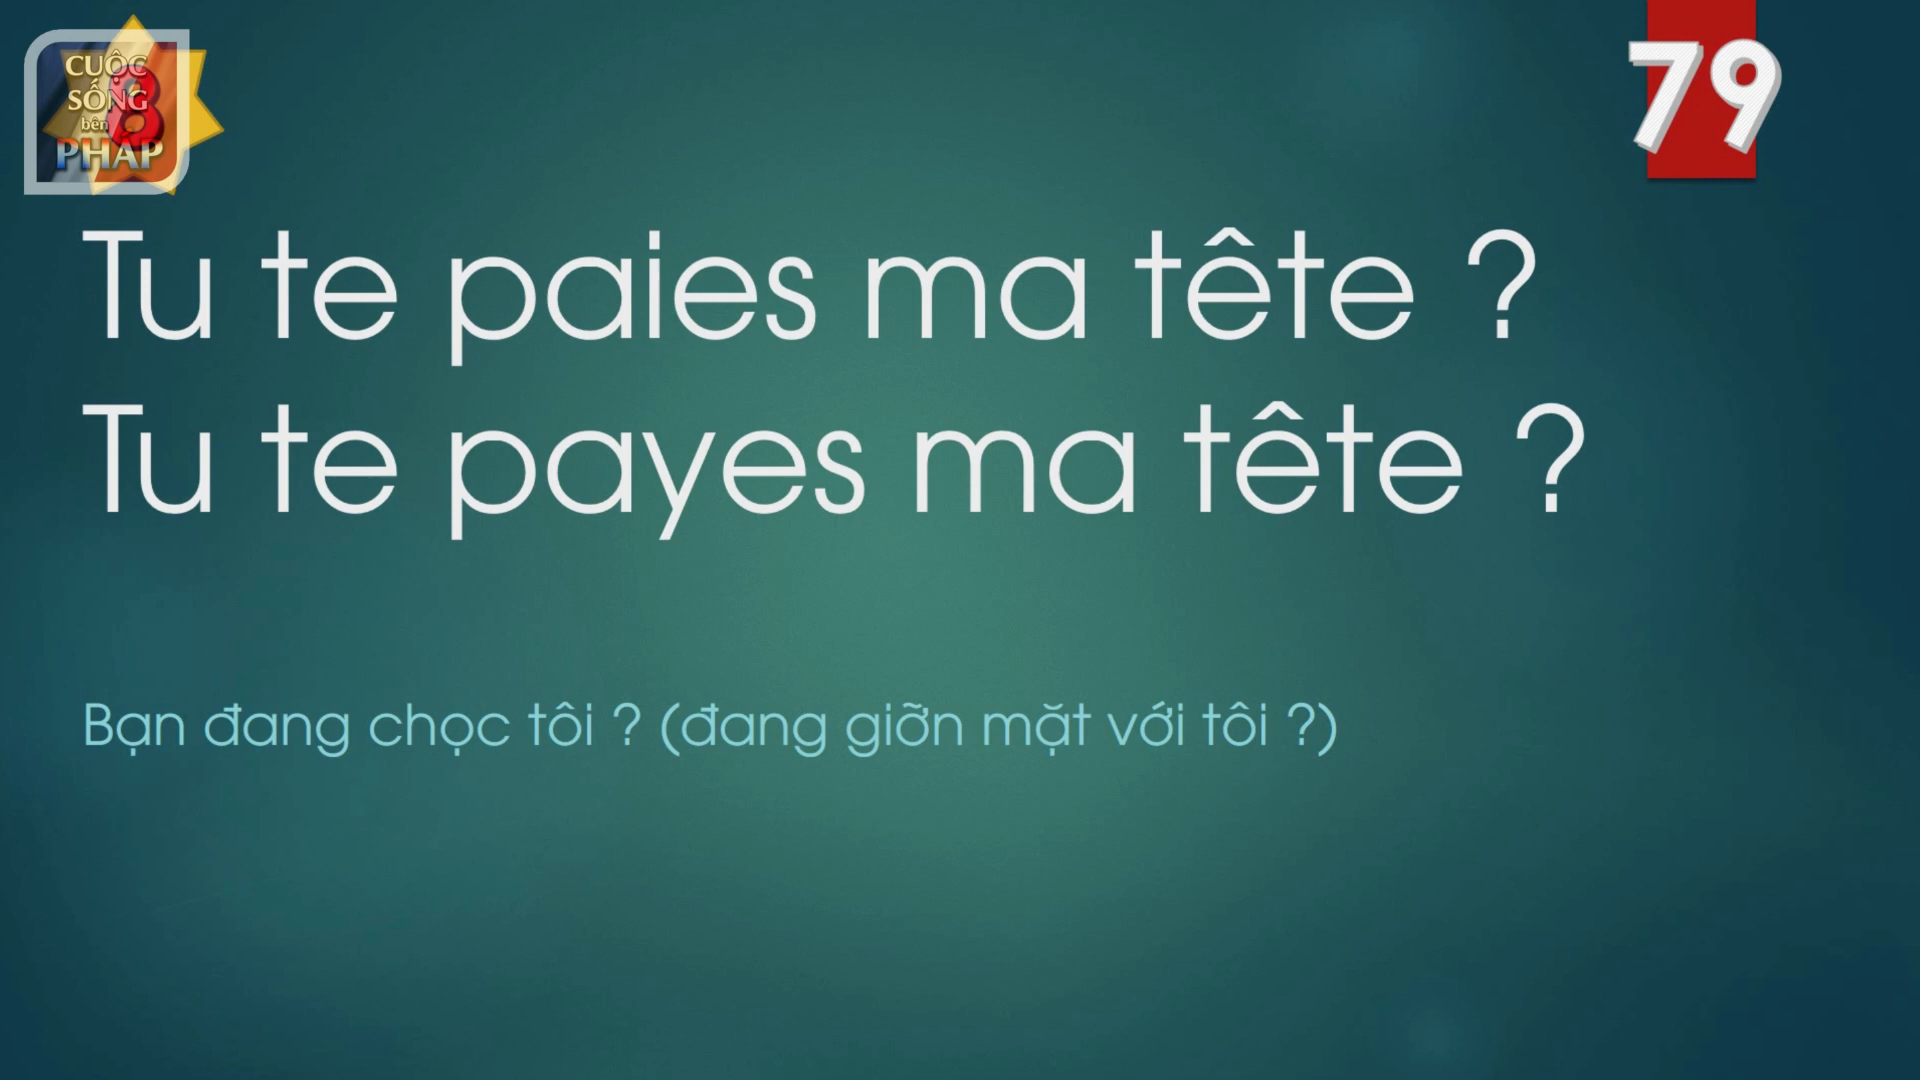 CUỘC
SỐNG
bên
PHÁP
8
79
Tu te paies ma tête ?
Tu te payes ma tête ?
Bạn đang chọc tôi ? (đang giỡn mặt với tôi ?)